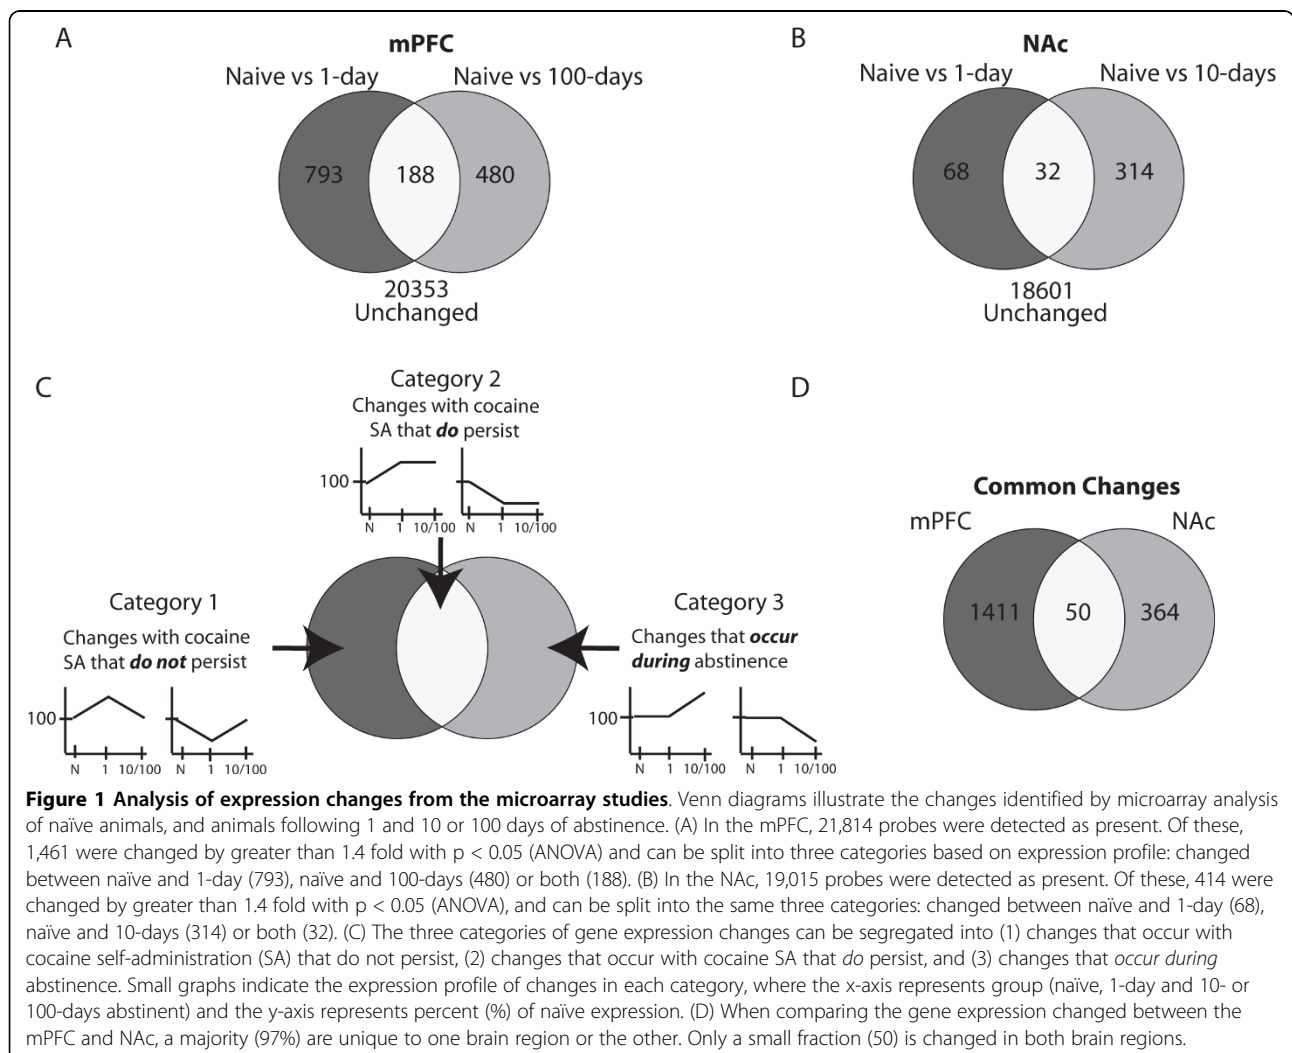 A
mPFC
Naive vs 1-day
Naive vs 100-days
793
188
480
20353
Unchanged
B
NAc
Naive vs 1-day
Naive vs 10-days
68
32
314
18601
Unchanged
C
Category 2
Changes with cocaine
SA that do persist
100
N 1 10/100
N 1 10/100
Category 1
Changes with cocaine
SA that do not persist
100
N 1 10/100
N 1 10/100
Category 3
Changes that occur
during abstinence
100
N 1 10/100
N 1 10/100
D
Common Changes
mPFC
NAc
1411
50
364
Figure 1 Analysis of expression changes from the microarray studies. Venn diagrams illustrate the changes identified by microarray analysis
of naïve animals, and animals following 1 and 10 or 100 days of abstinence. (A) In the mPFC, 21,814 probes were detected as present. Of these,
1,461 were changed by greater than 1.4 fold with p < 0.05 (ANOVA) and can be split into three categories based on expression profile: changed
between naïve and 1-day (793), naïve and 100-days (480) or both (188). (B) In the NAc, 19,015 probes were detected as present. Of these, 414 were
changed by greater than 1.4 fold with p < 0.05 (ANOVA), and can be split into the same three categories: changed between naïve and 1-day (68),
naïve and 10-days (314) or both (32). (C) The three categories of gene expression changes can be segregated into (1) changes that occur with
cocaine self-administration (SA) that do not persist, (2) changes that occur with cocaine SA that do persist, and (3) changes that occur during
abstinence. Small graphs indicate the expression profile of changes in each category, where the x-axis represents group (naïve, 1-day and 10- or
100-days abstinent) and the y-axis represents percent (%) of naïve expression. (D) When comparing the gene expression changed between the
mPFC and NAc, a majority (97%) are unique to one brain region or the other. Only a small fraction (50) is changed in both brain regions.